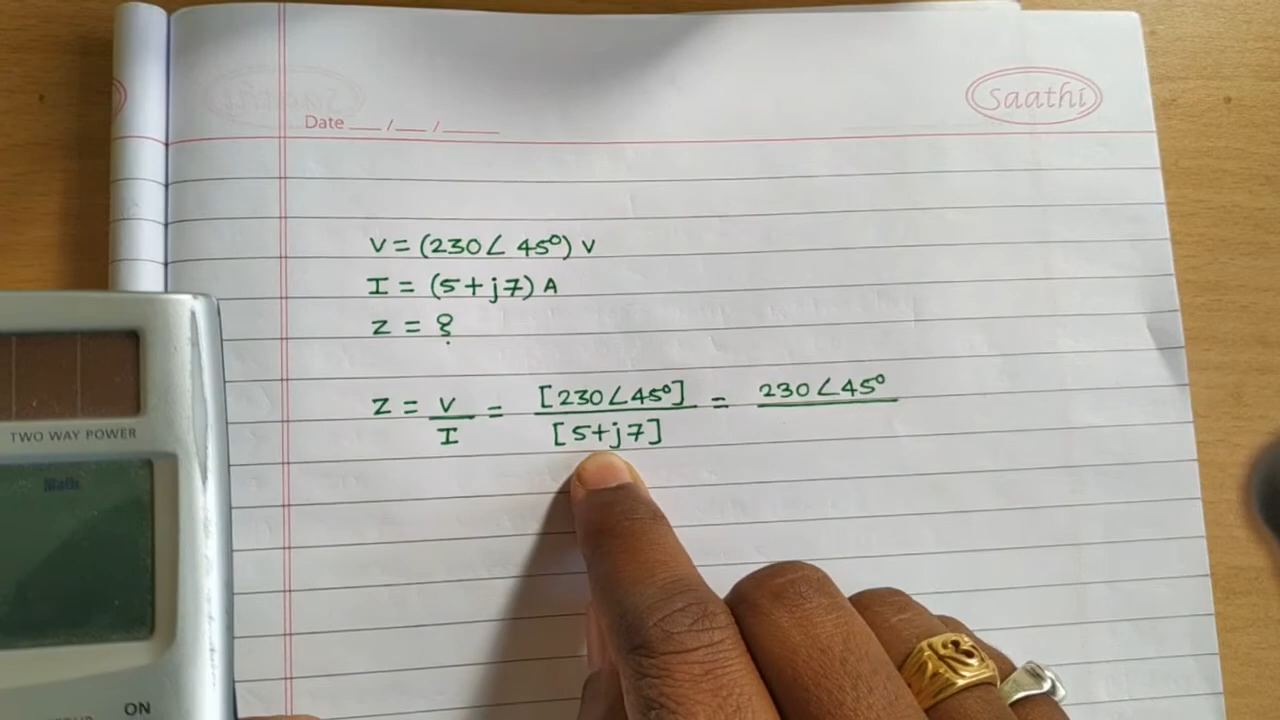 Saathi
Date ___/___/_____
V = (230∠ 45°) V
I = (5+j7) A
Z = ?
Z = V/I = [230∠45°]/[5+j7] = 230∠45°
TWO WAY POWER
Math
ON